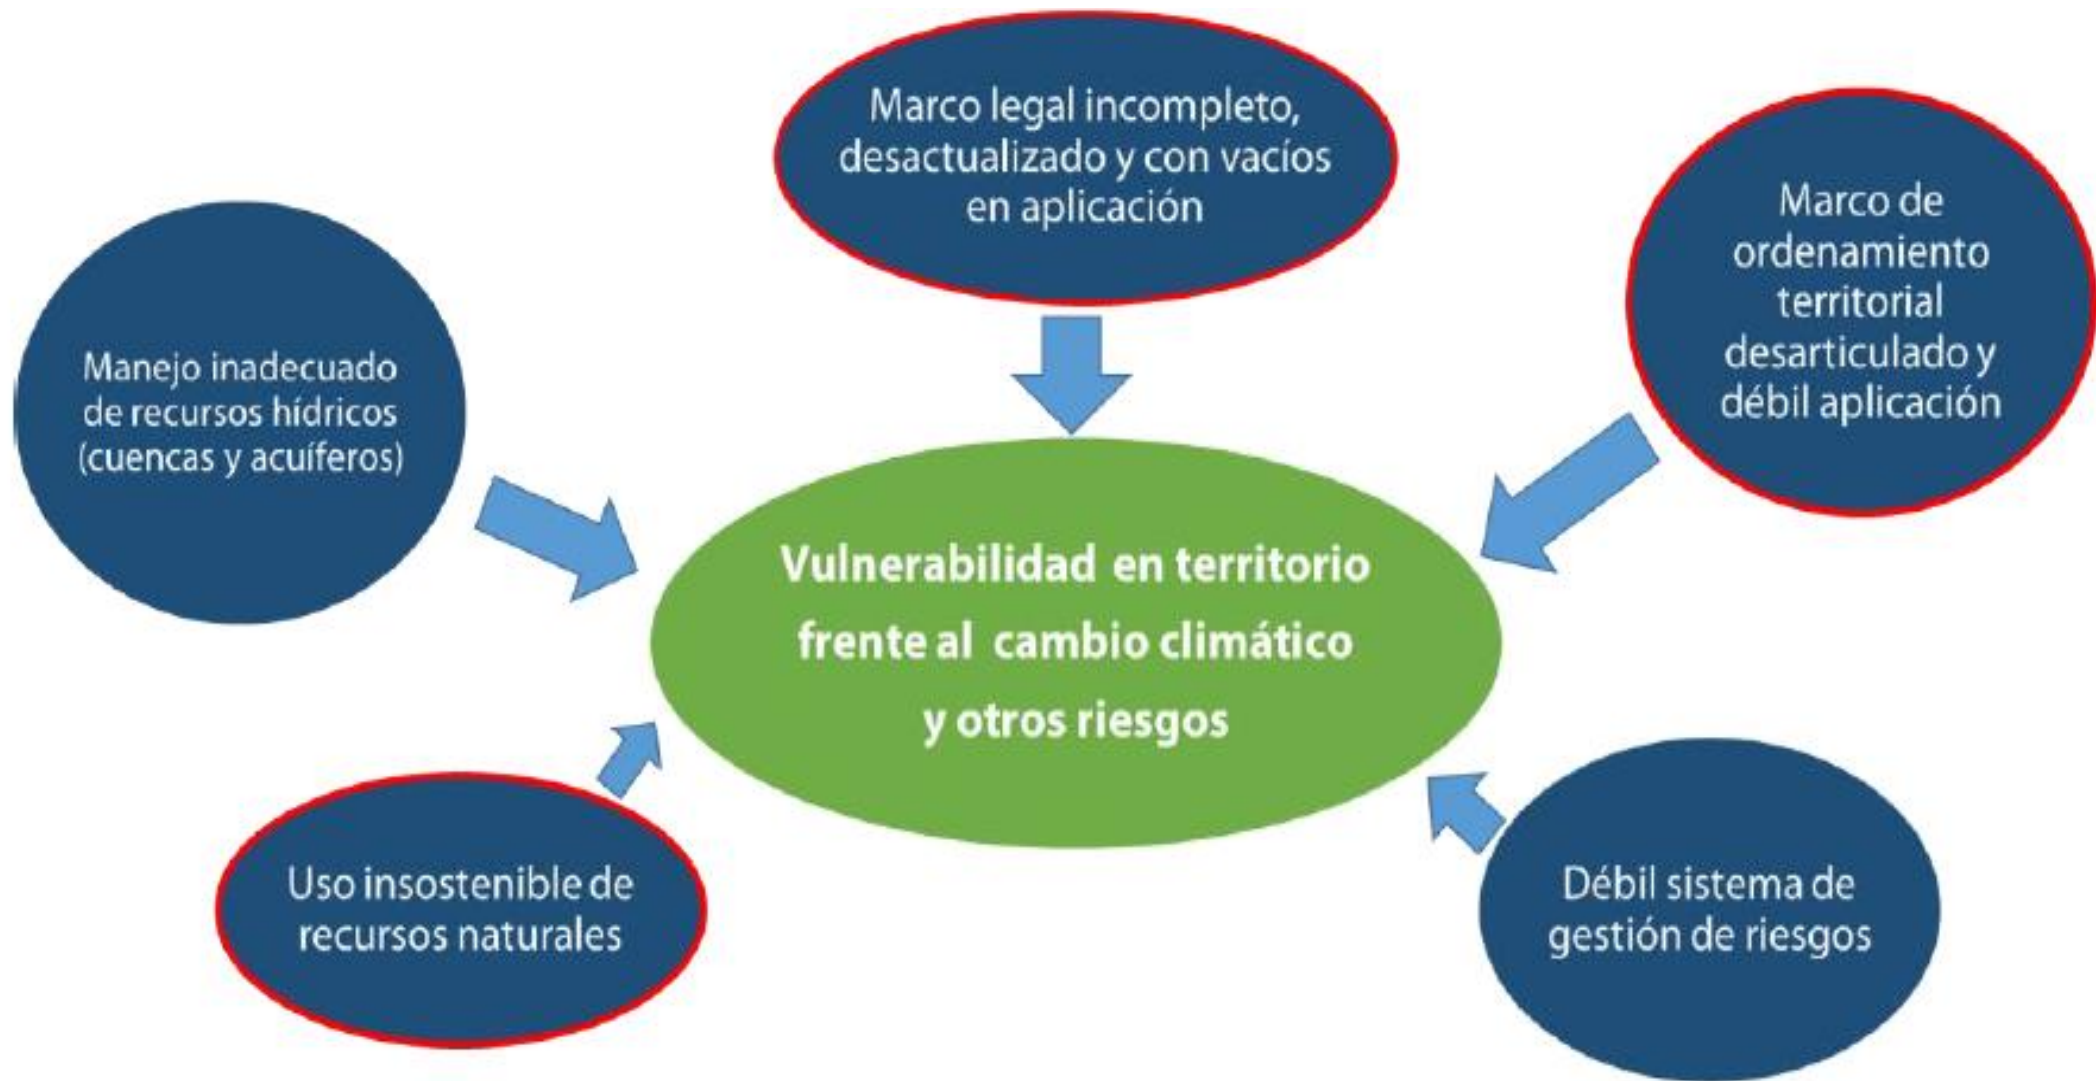 Marco legal incompleto,
desactualizado y con vacíos
en aplicación
Marco de
ordenamiento
territorial
desarticulado y
débil aplicación
Manejo inadecuado
de recursos hídricos
(cuencas y acuíferos)
Vulnerabilidad en territorio
frente al cambio climático
y otros riesgos
Uso insostenible de
recursos naturales
Débil sistema de
gestión de riesgos